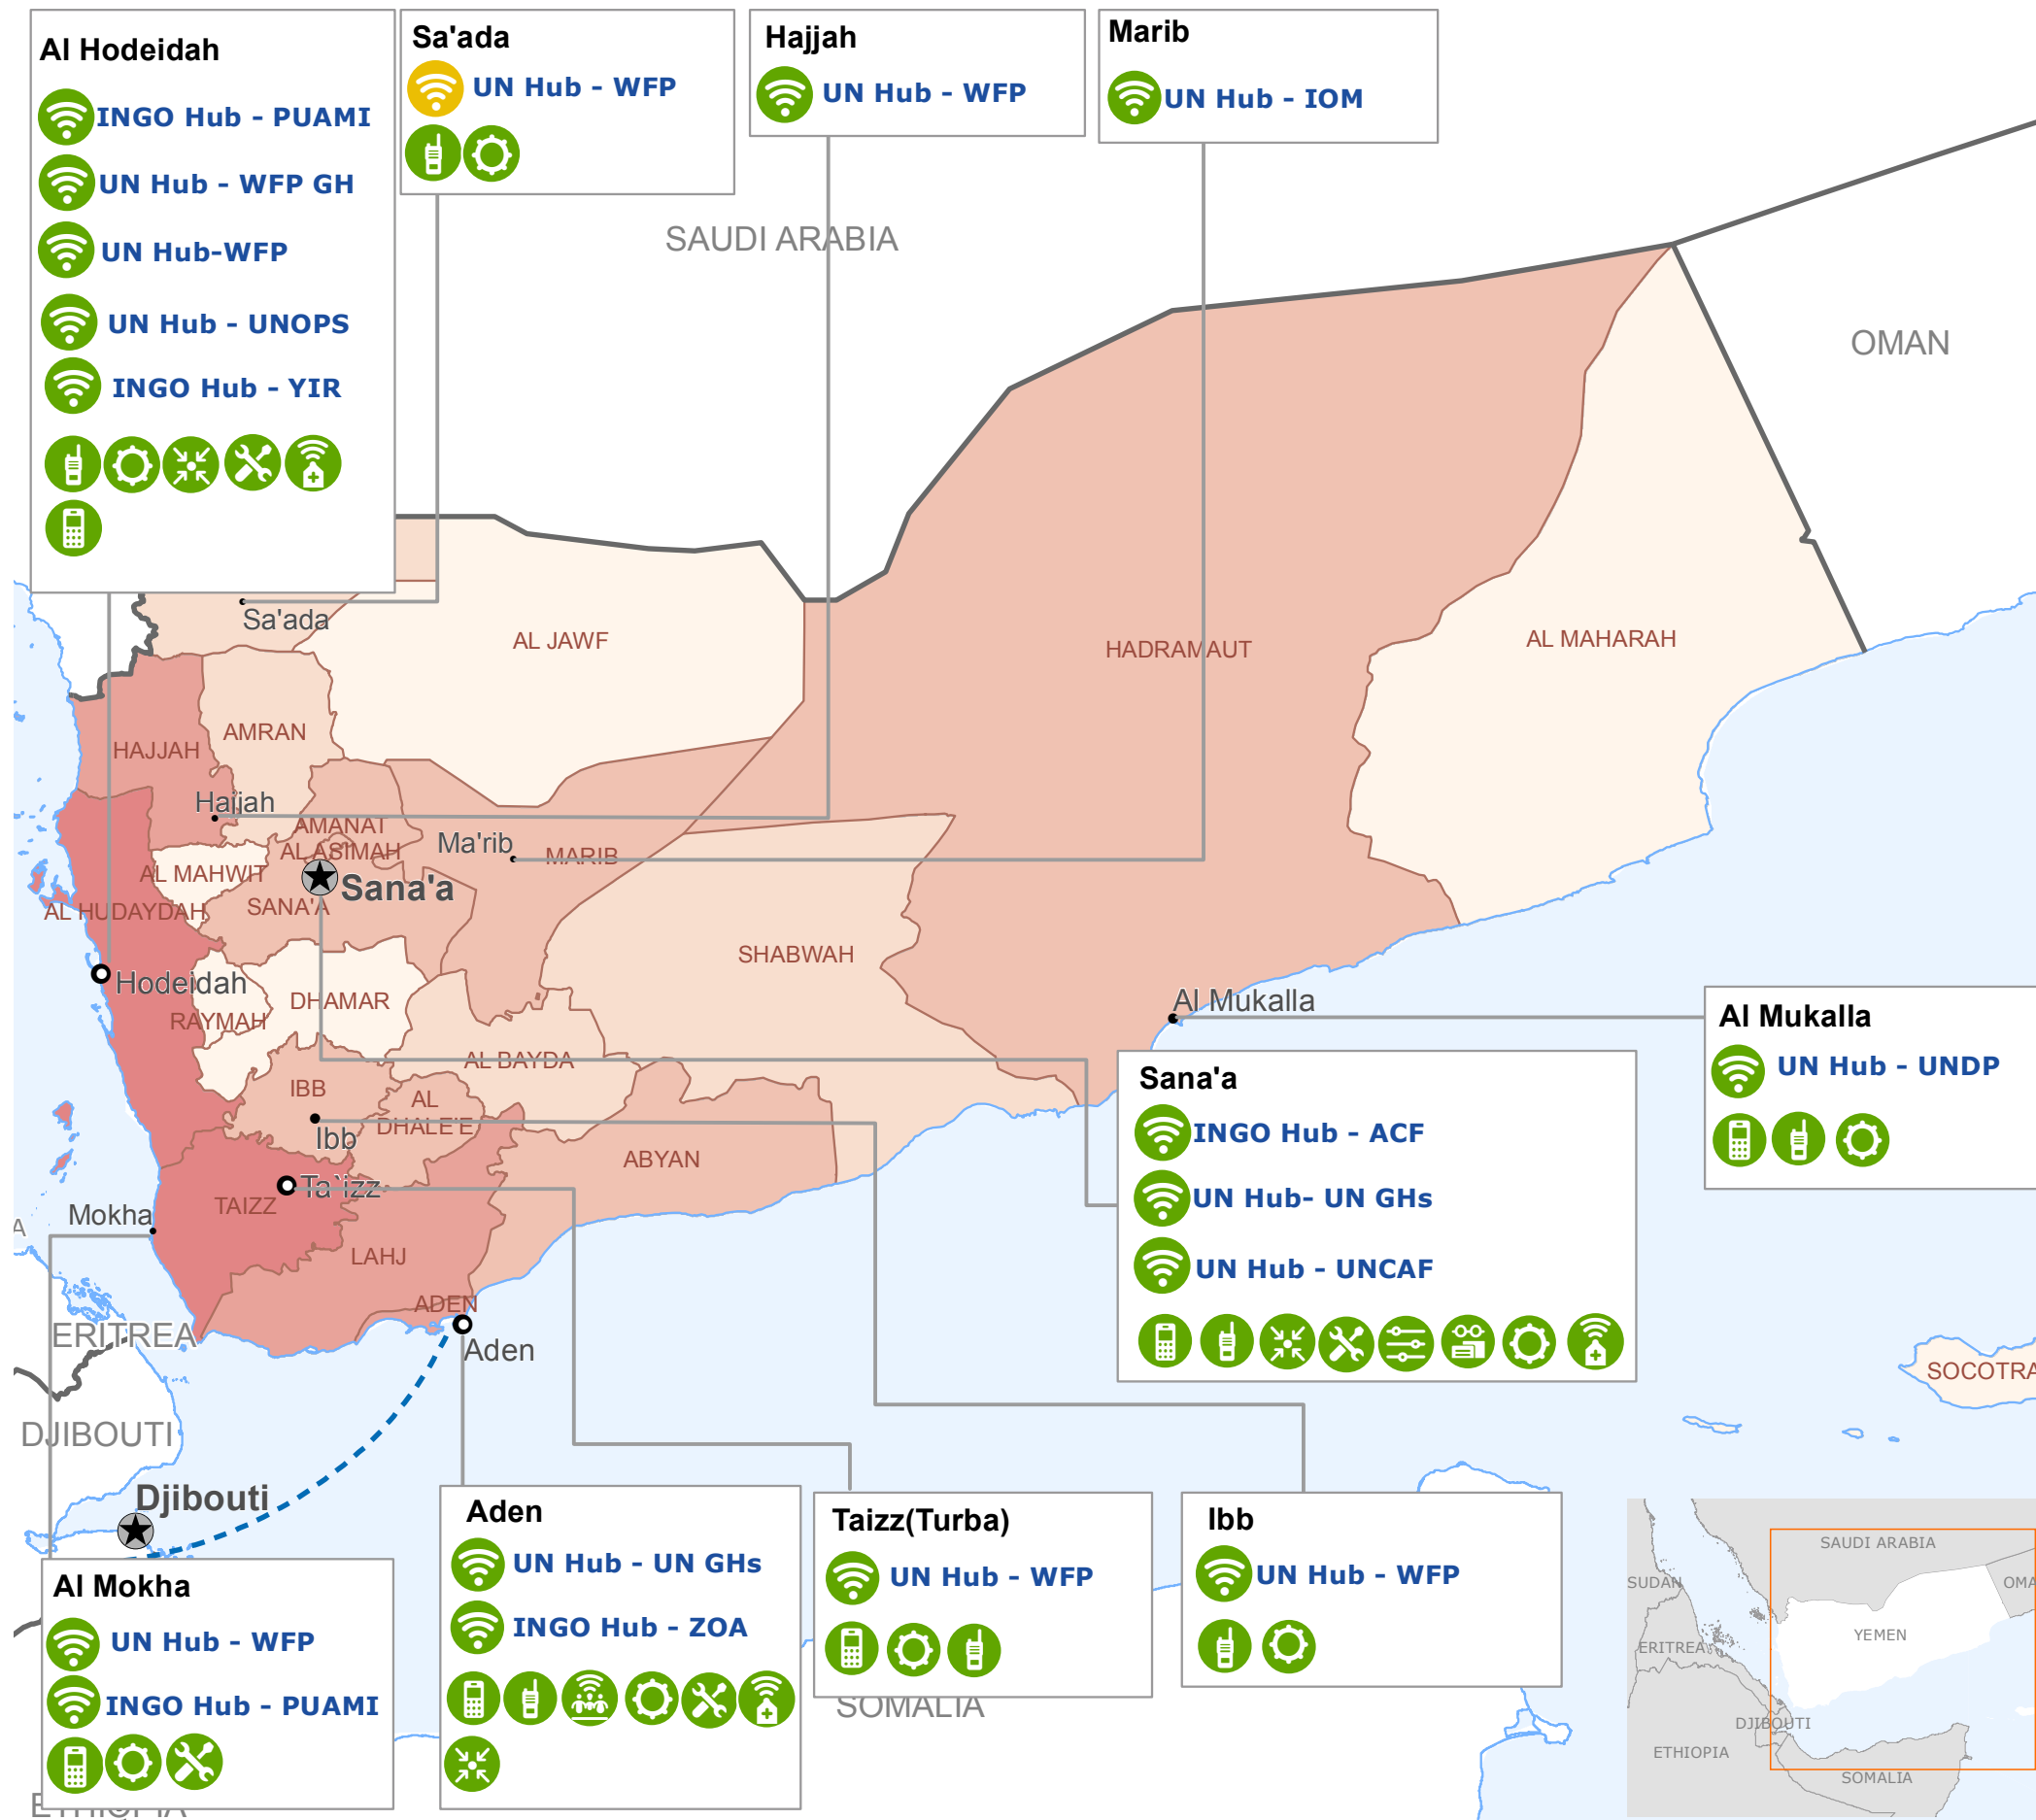 Al Hodeidah
INGO Hub - PUAMI
UN Hub - WFP GH
UN Hub-WFP
UN Hub - UNOPS
INGO Hub - YIR
Sa'ada
UN Hub - WFP
Hajjah
UN Hub - WFP
Marib
UN Hub - IOM
SAUDI ARABIA
OMAN
Sa'ada
AL JAWF
HADRAMAUT
AL MAHARAH
AMRAN
HAJJAH
Hajjah
AMANAT
AL ASIMAH
Ma'rib
MARIB
AL MAHWIT
Sana'a
SANA'A
AL HUDAYDAH
SHABWAH
Hodeidah
DHAMAR
RAYMAH
Al Mukalla
AL BAYDA
IBB
AL
DHALE'E
Ibb
ABYAN
Ta`izz
TAIZZ
Mokha
LAHJ
ADEN
Aden
ERITREA
DJIBOUTI
Djibouti
SOCOTRA
Al Mukalla
UN Hub - UNDP
Sana'a
INGO Hub - ACF
UN Hub- UN GHs
UN Hub - UNCAF
Al Mokha
UN Hub - WFP
INGO Hub - PUAMI
ETHIOPIA
Aden
UN Hub - UN GHs
INGO Hub - ZOA
Taizz(Turba)
UN Hub - WFP
SOMALIA
Ibb
UN Hub - WFP
SAUDI ARABIA
SUDAN
OMA
YEMEN
ERITREA
DJIBOUTI
ETHIOPIA
SOMALIA